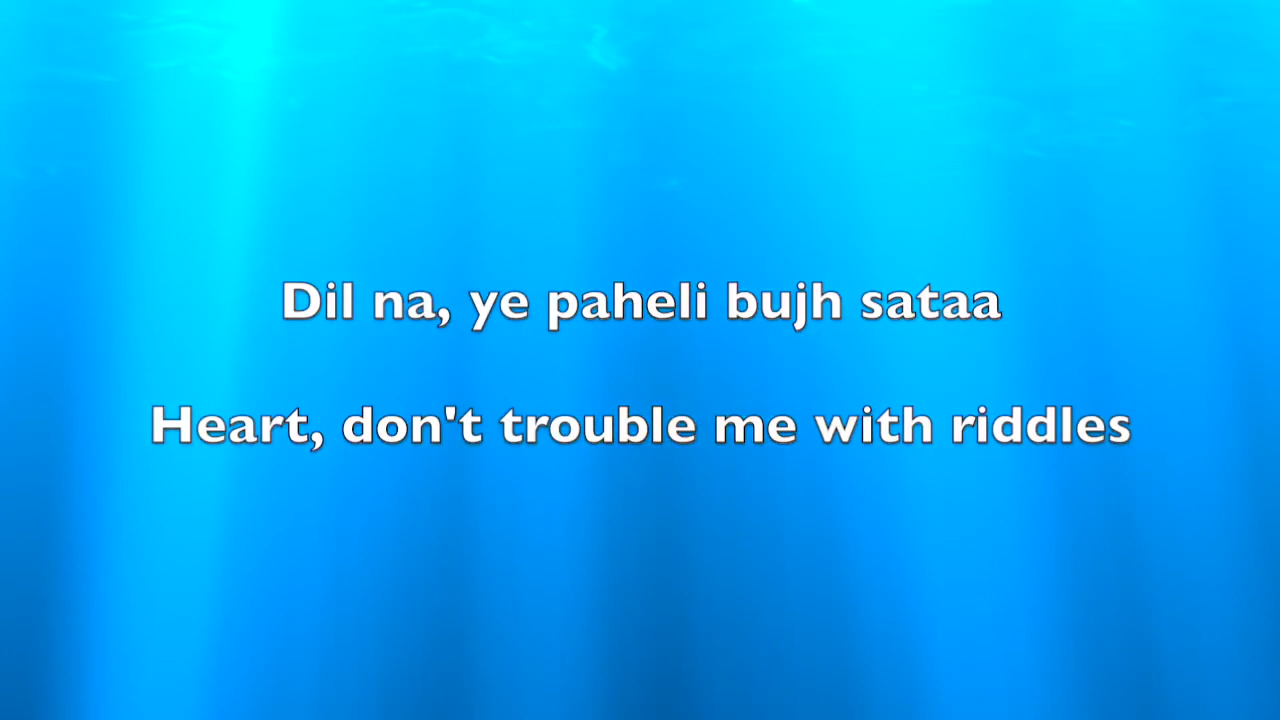 Dil na, ye paheli bujh sataa
Heart, don't trouble me with riddles